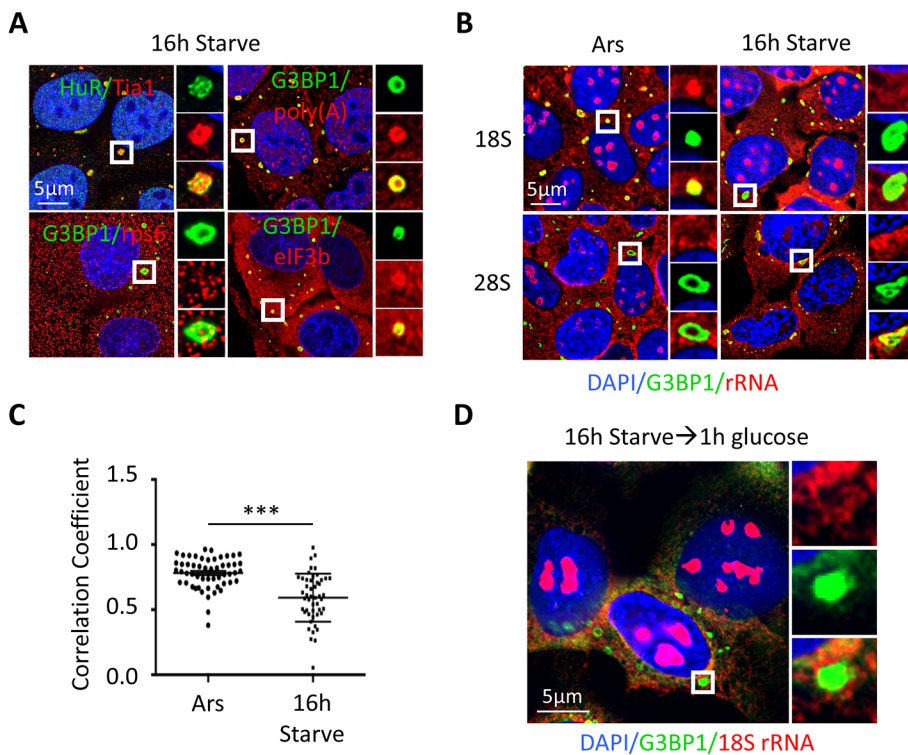 A
16h Starve
HuR/Tia1
G3BP1/
poly(A)
5µm
G3BP1/rps6
G3BP1/
eIF3b
B
Ars
16h Starve
18S
5µm
28S
DAPI/G3BP1/rRNA
C
Correlation Coefficient
1.5
1.0
0.5
0.0
***
Ars
16h
Starve
D
16h Starve→1h glucose
5µm
DAPI/G3BP1/18S rRNA